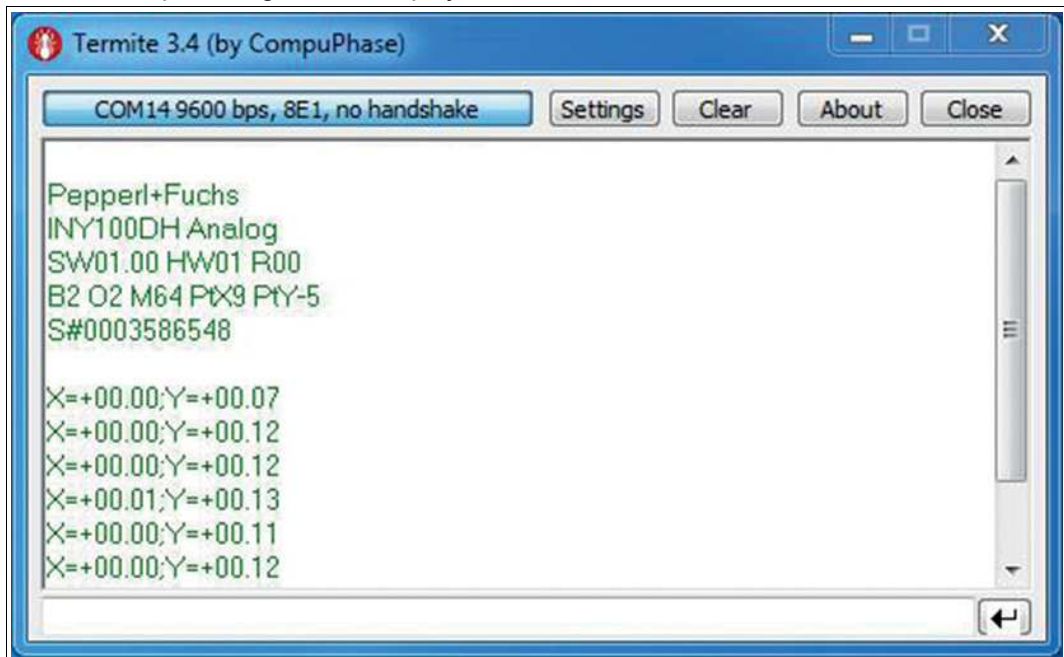 Termite 3.4 (by CompuPhase)
COM14 9600 bps, 8E1, no handshake Settings Clear About Close
Pepperl+Fuchs
INY100DH Analog
SW01.00 HW01 R00
B2 O2 M64 PtX9 PtY-5
S#0003586548
X=+00.00;Y=+00.07
X=+00.00;Y=+00.12
X=+00.00;Y=+00.12
X=+00.01;Y=+00.13
X=+00.00;Y=+00.11
X=+00.00;Y=+00.12